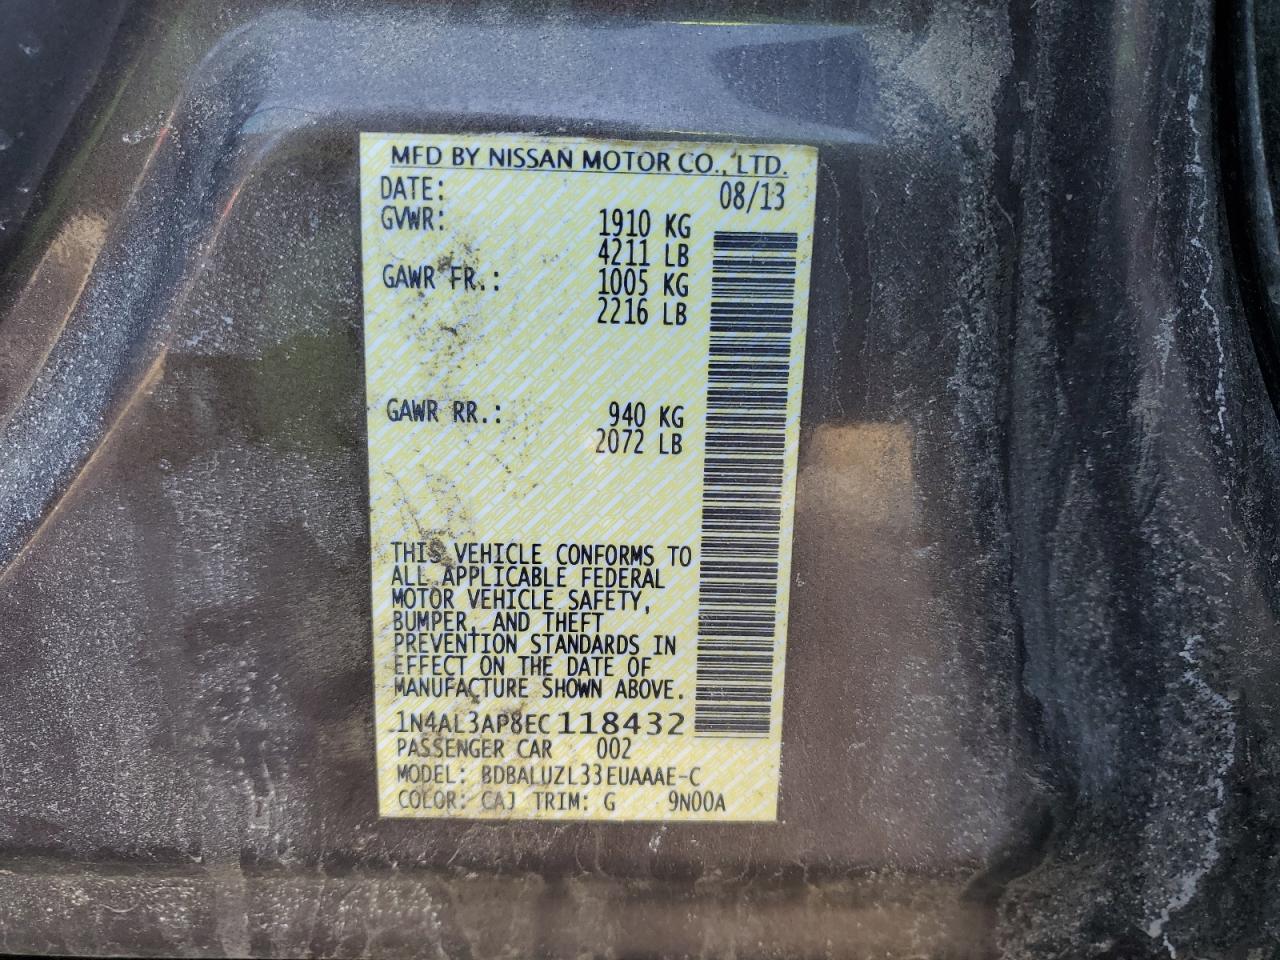 MFD BY NISSAN MOTOR CO., LTD.
DATE: 08/13
GVWR: 1910 KG
4211 LB
GAWR FR.: 1005 KG
2216 LB
GAWR RR.: 940 KG
2072 LB
THIS VEHICLE CONFORMS TO
ALL APPLICABLE FEDERAL
MOTOR VEHICLE SAFETY,
BUMPER, AND THEFT
PREVENTION STANDARDS IN
EFFECT ON THE DATE OF
MANUFACTURE SHOWN ABOVE.
1N4AL3AP8EC118432
PASSENGER CAR 002
MODEL: BDBALUZL33EUAAAE-C
COLOR: CAJ TRIM: G 9N00A